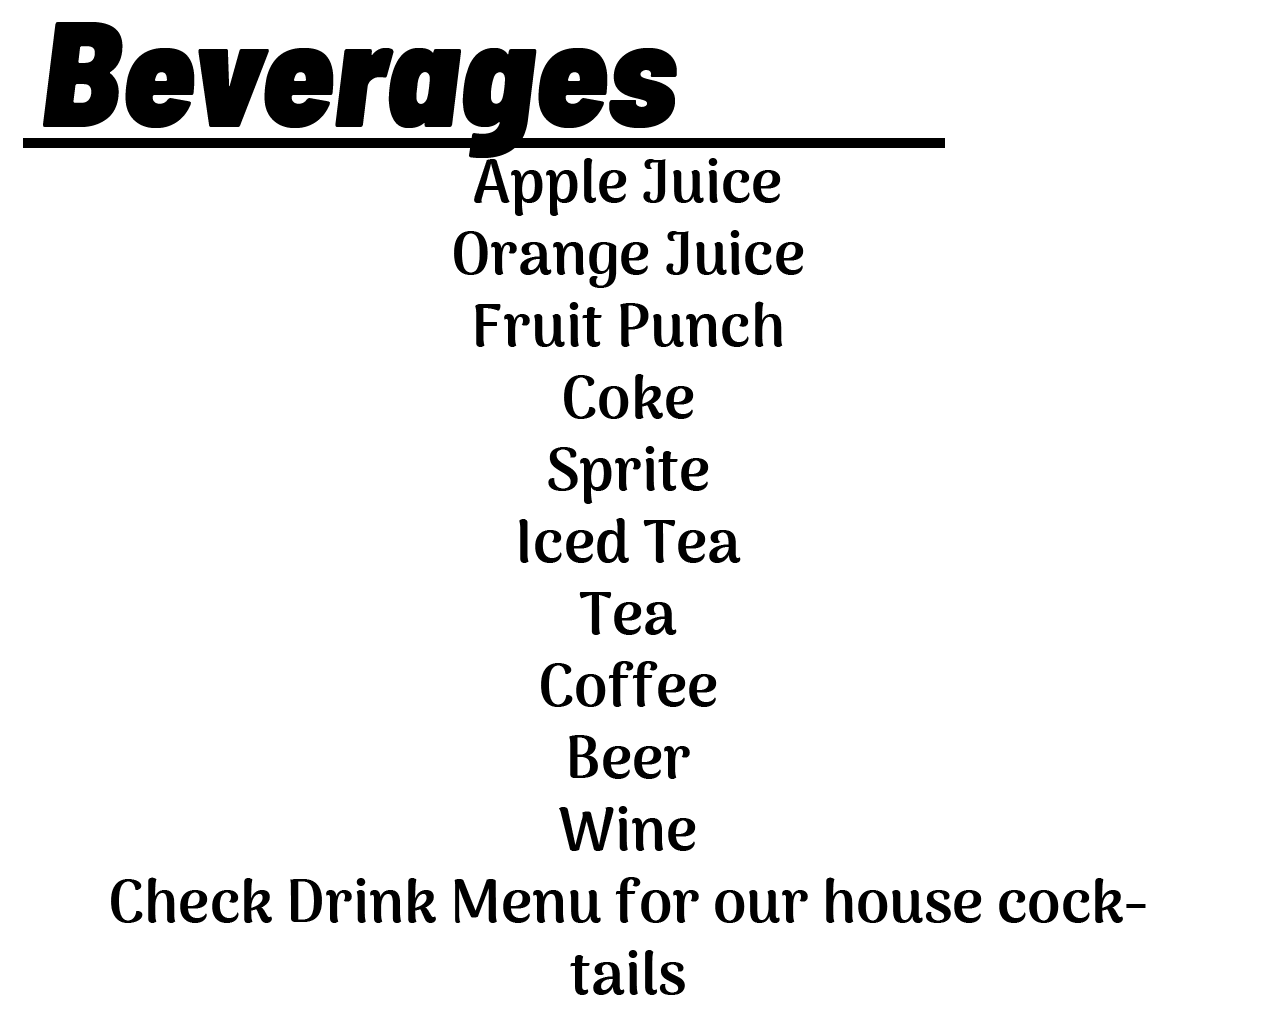 Beverages
Apple Juice
Orange Juice
Fruit Punch
Coke
Sprite
Iced Tea
Tea
Coffee
Beer
Wine
Check Drink Menu for our house cock-
tails